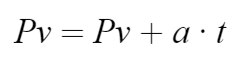 Pv = Pv + a · t